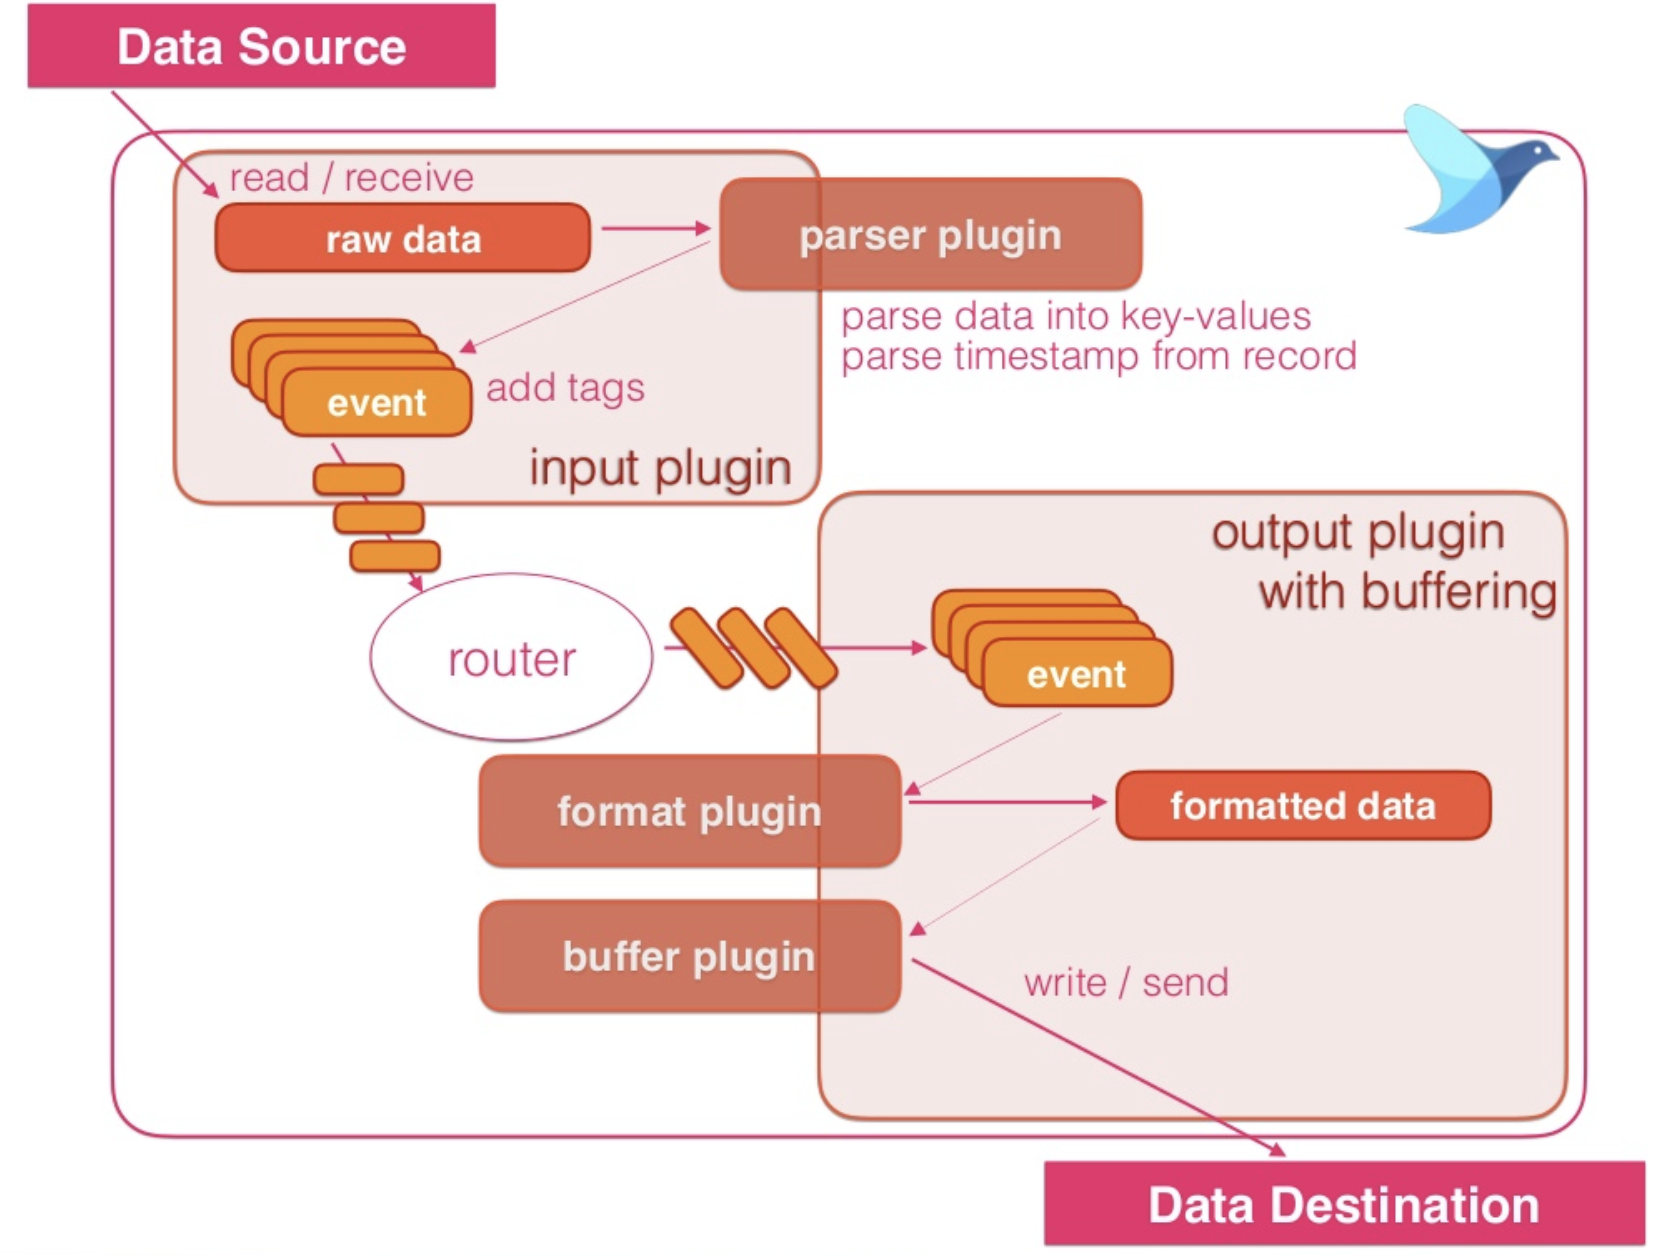 Data Source
read / receive
raw data
parser plugin
parse data into key-values
parse timestamp from record
event
add tags
input plugin
output plugin
with buffering
router
event
format plugin
formatted data
buffer plugin
write / send
Data Destination